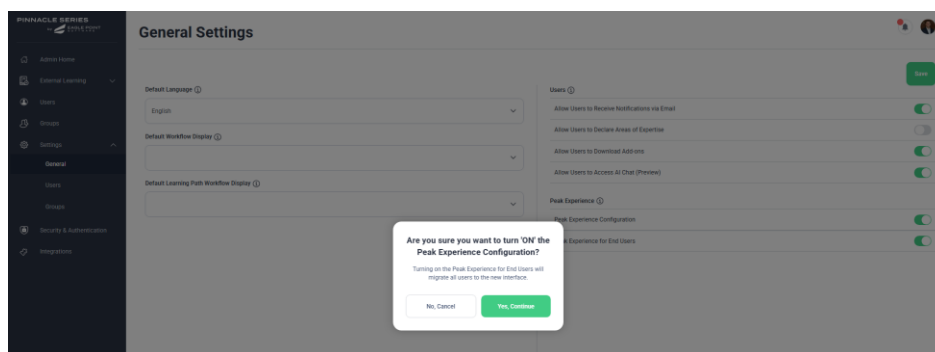 PINNACLE SERIES
BY EAGLE POINT
SOFTWARE
General Settings
Admin Home
External Learning
Users
Groups
Settings
General
Users
Groups
Security & Authentication
Integrations
Save
Default Language
English
Default Workflow Display
Default Learning Path Workflow Display
Users
Allow Users to Receive Notifications via Email
Allow Users to Declare Areas of Expertise
Allow Users to Download Add-ons
Allow Users to Access AI Chat (Preview)
Peak Experience
Peak Experience Configuration
Experience for End Users
Are you sure you want to turn 'ON' the
Peak Experience Configuration?
Turning on the Peak Experience for End Users will
migrate all users to the new interface.
No, Cancel
Yes, Continue